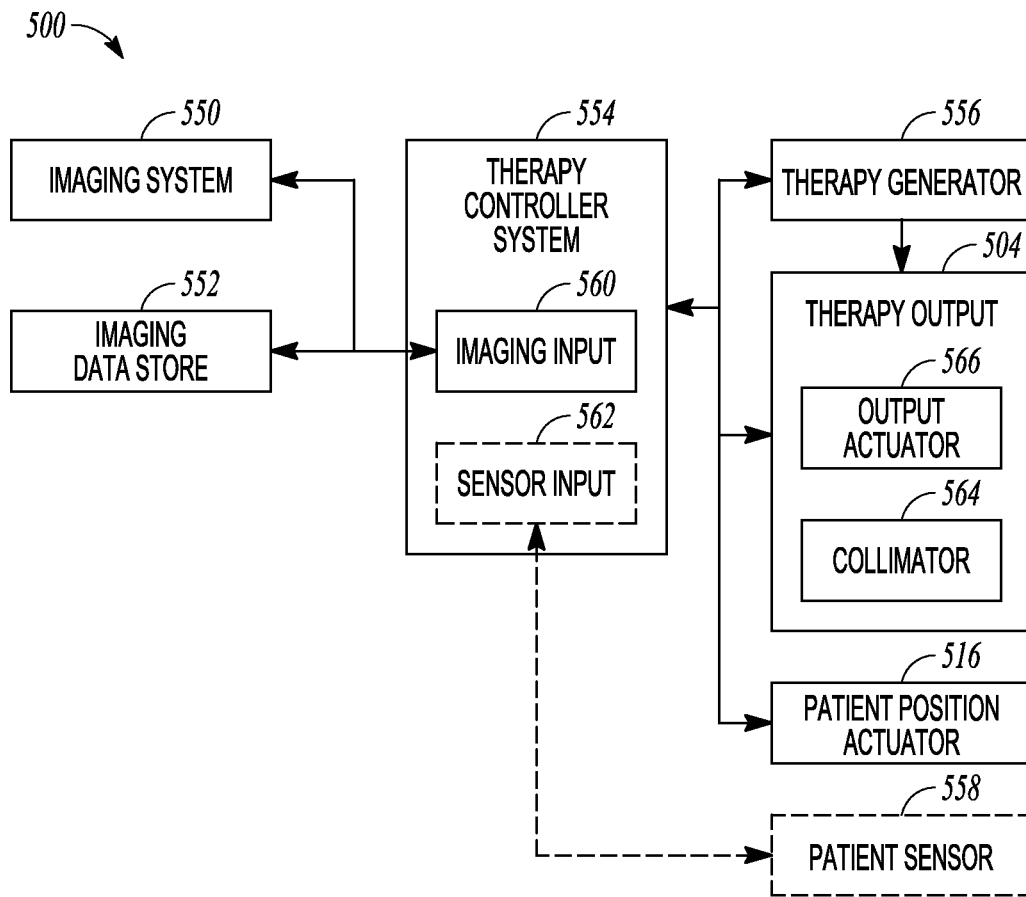 500
550
IMAGING SYSTEM
552
IMAGING
DATA STORE
554
THERAPY
CONTROLLER
SYSTEM
560
IMAGING INPUT
562
SENSOR INPUT
556
THERAPY GENERATOR
504
THERAPY OUTPUT
566
OUTPUT
ACTUATOR
564
COLLIMATOR
516
PATIENT POSITION
ACTUATOR
558
PATIENT SENSOR